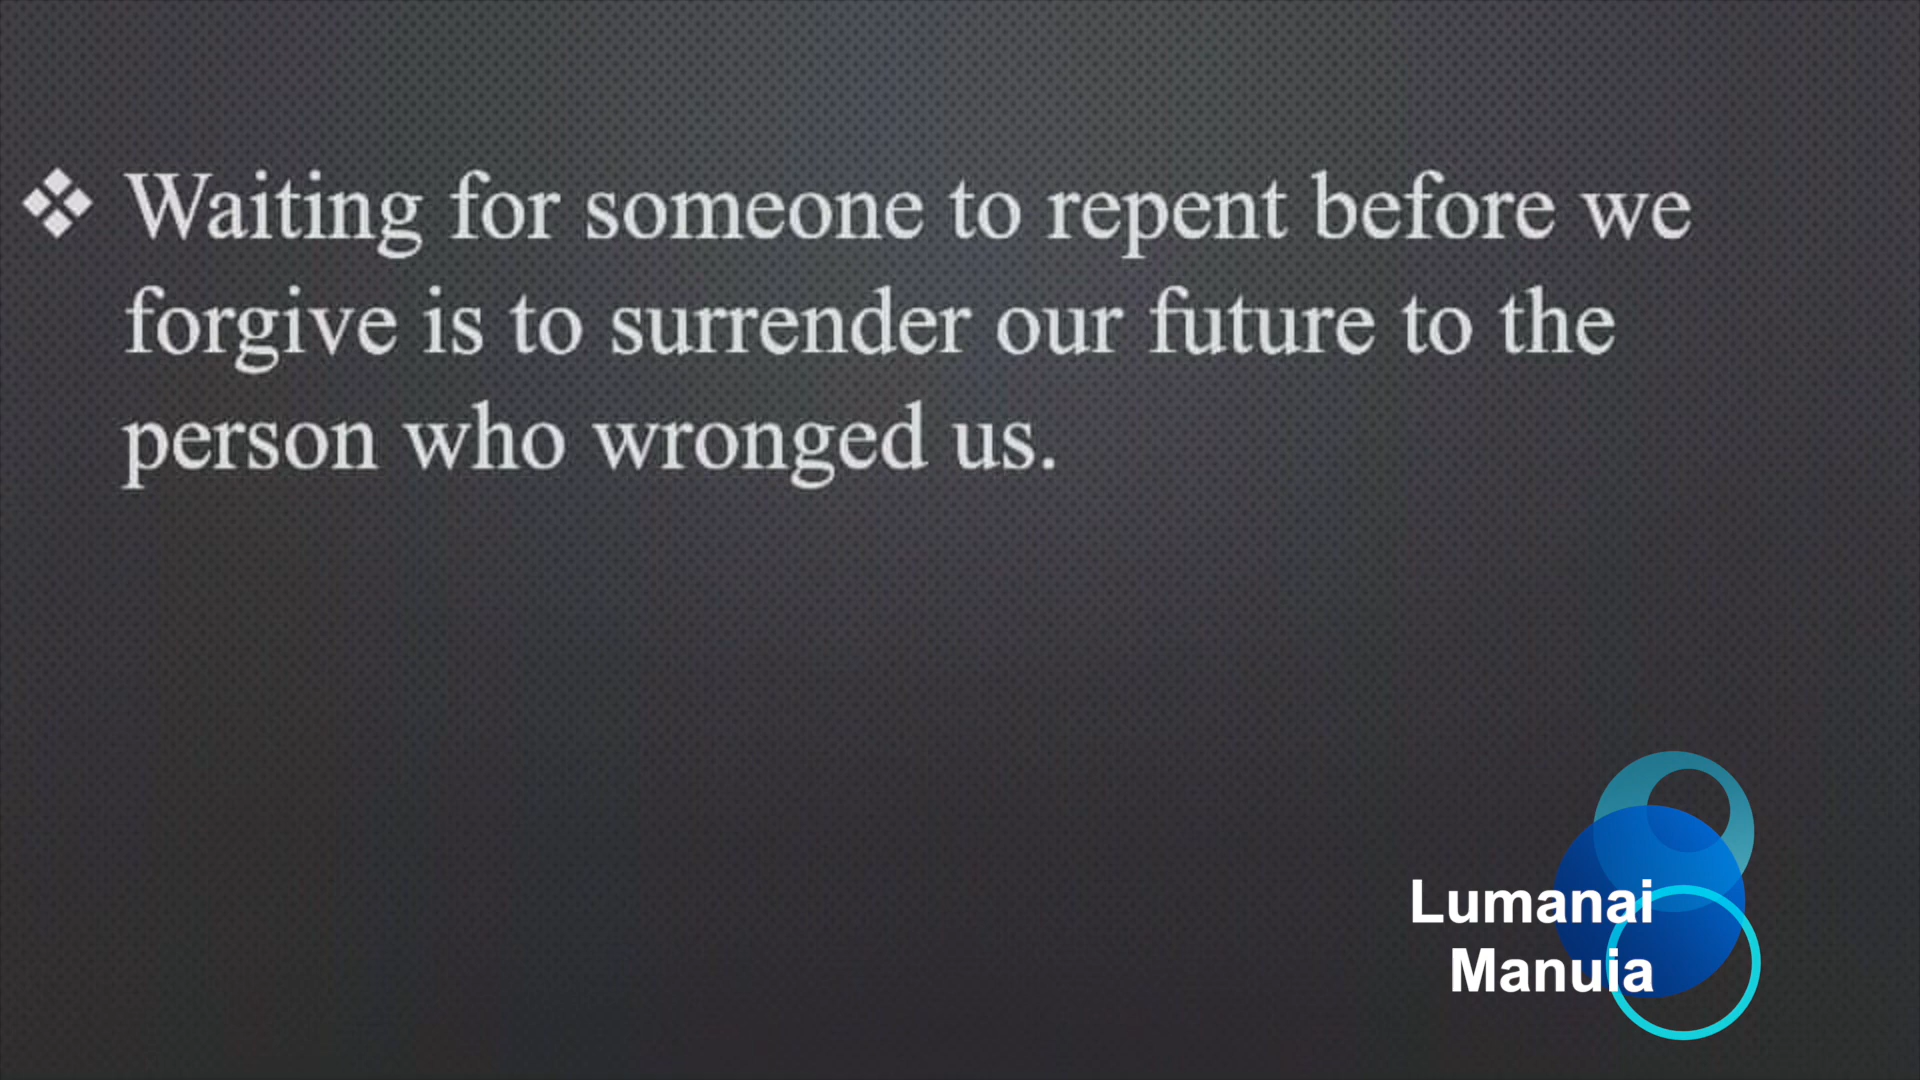 ❖ Waiting for someone to repent before we
forgive is to surrender our future to the
person who wronged us.
Lumanai
Manuia